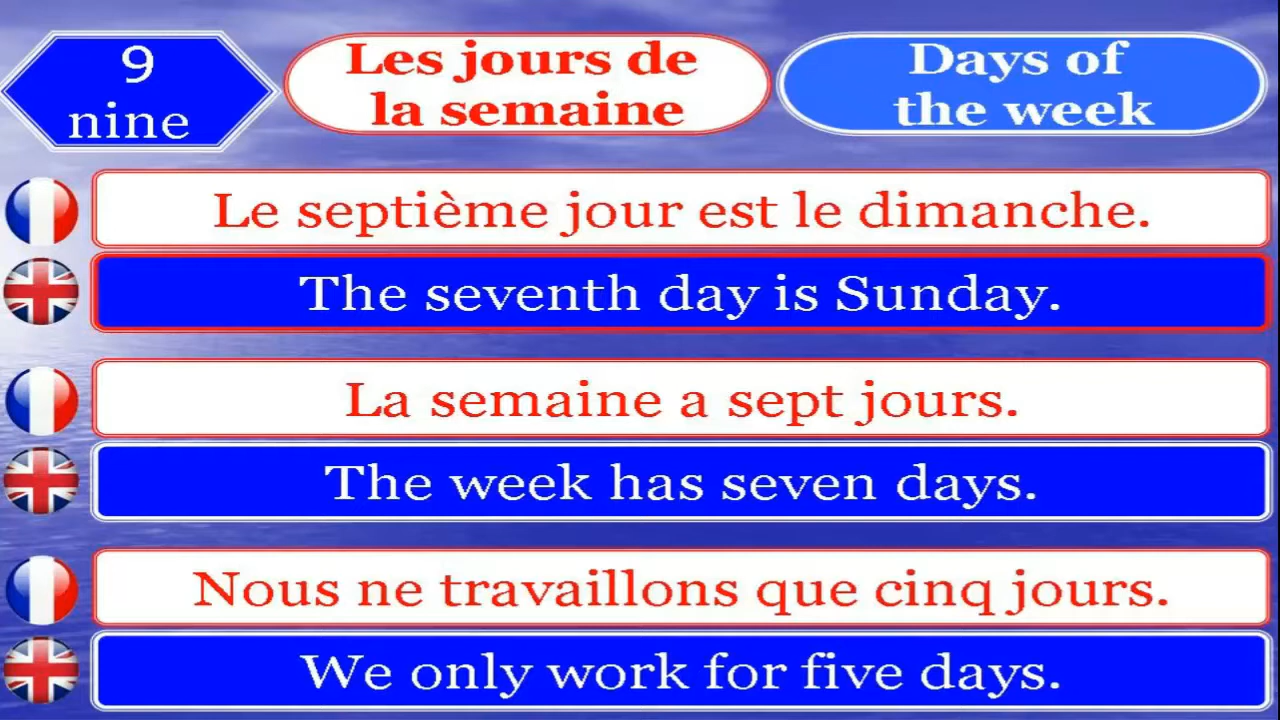 9
nine
Les jours de
la semaine
Days of
the week
Le septième jour est le dimanche.
The seventh day is Sunday.
La semaine a sept jours.
The week has seven days.
Nous ne travaillons que cinq jours.
We only work for five days.